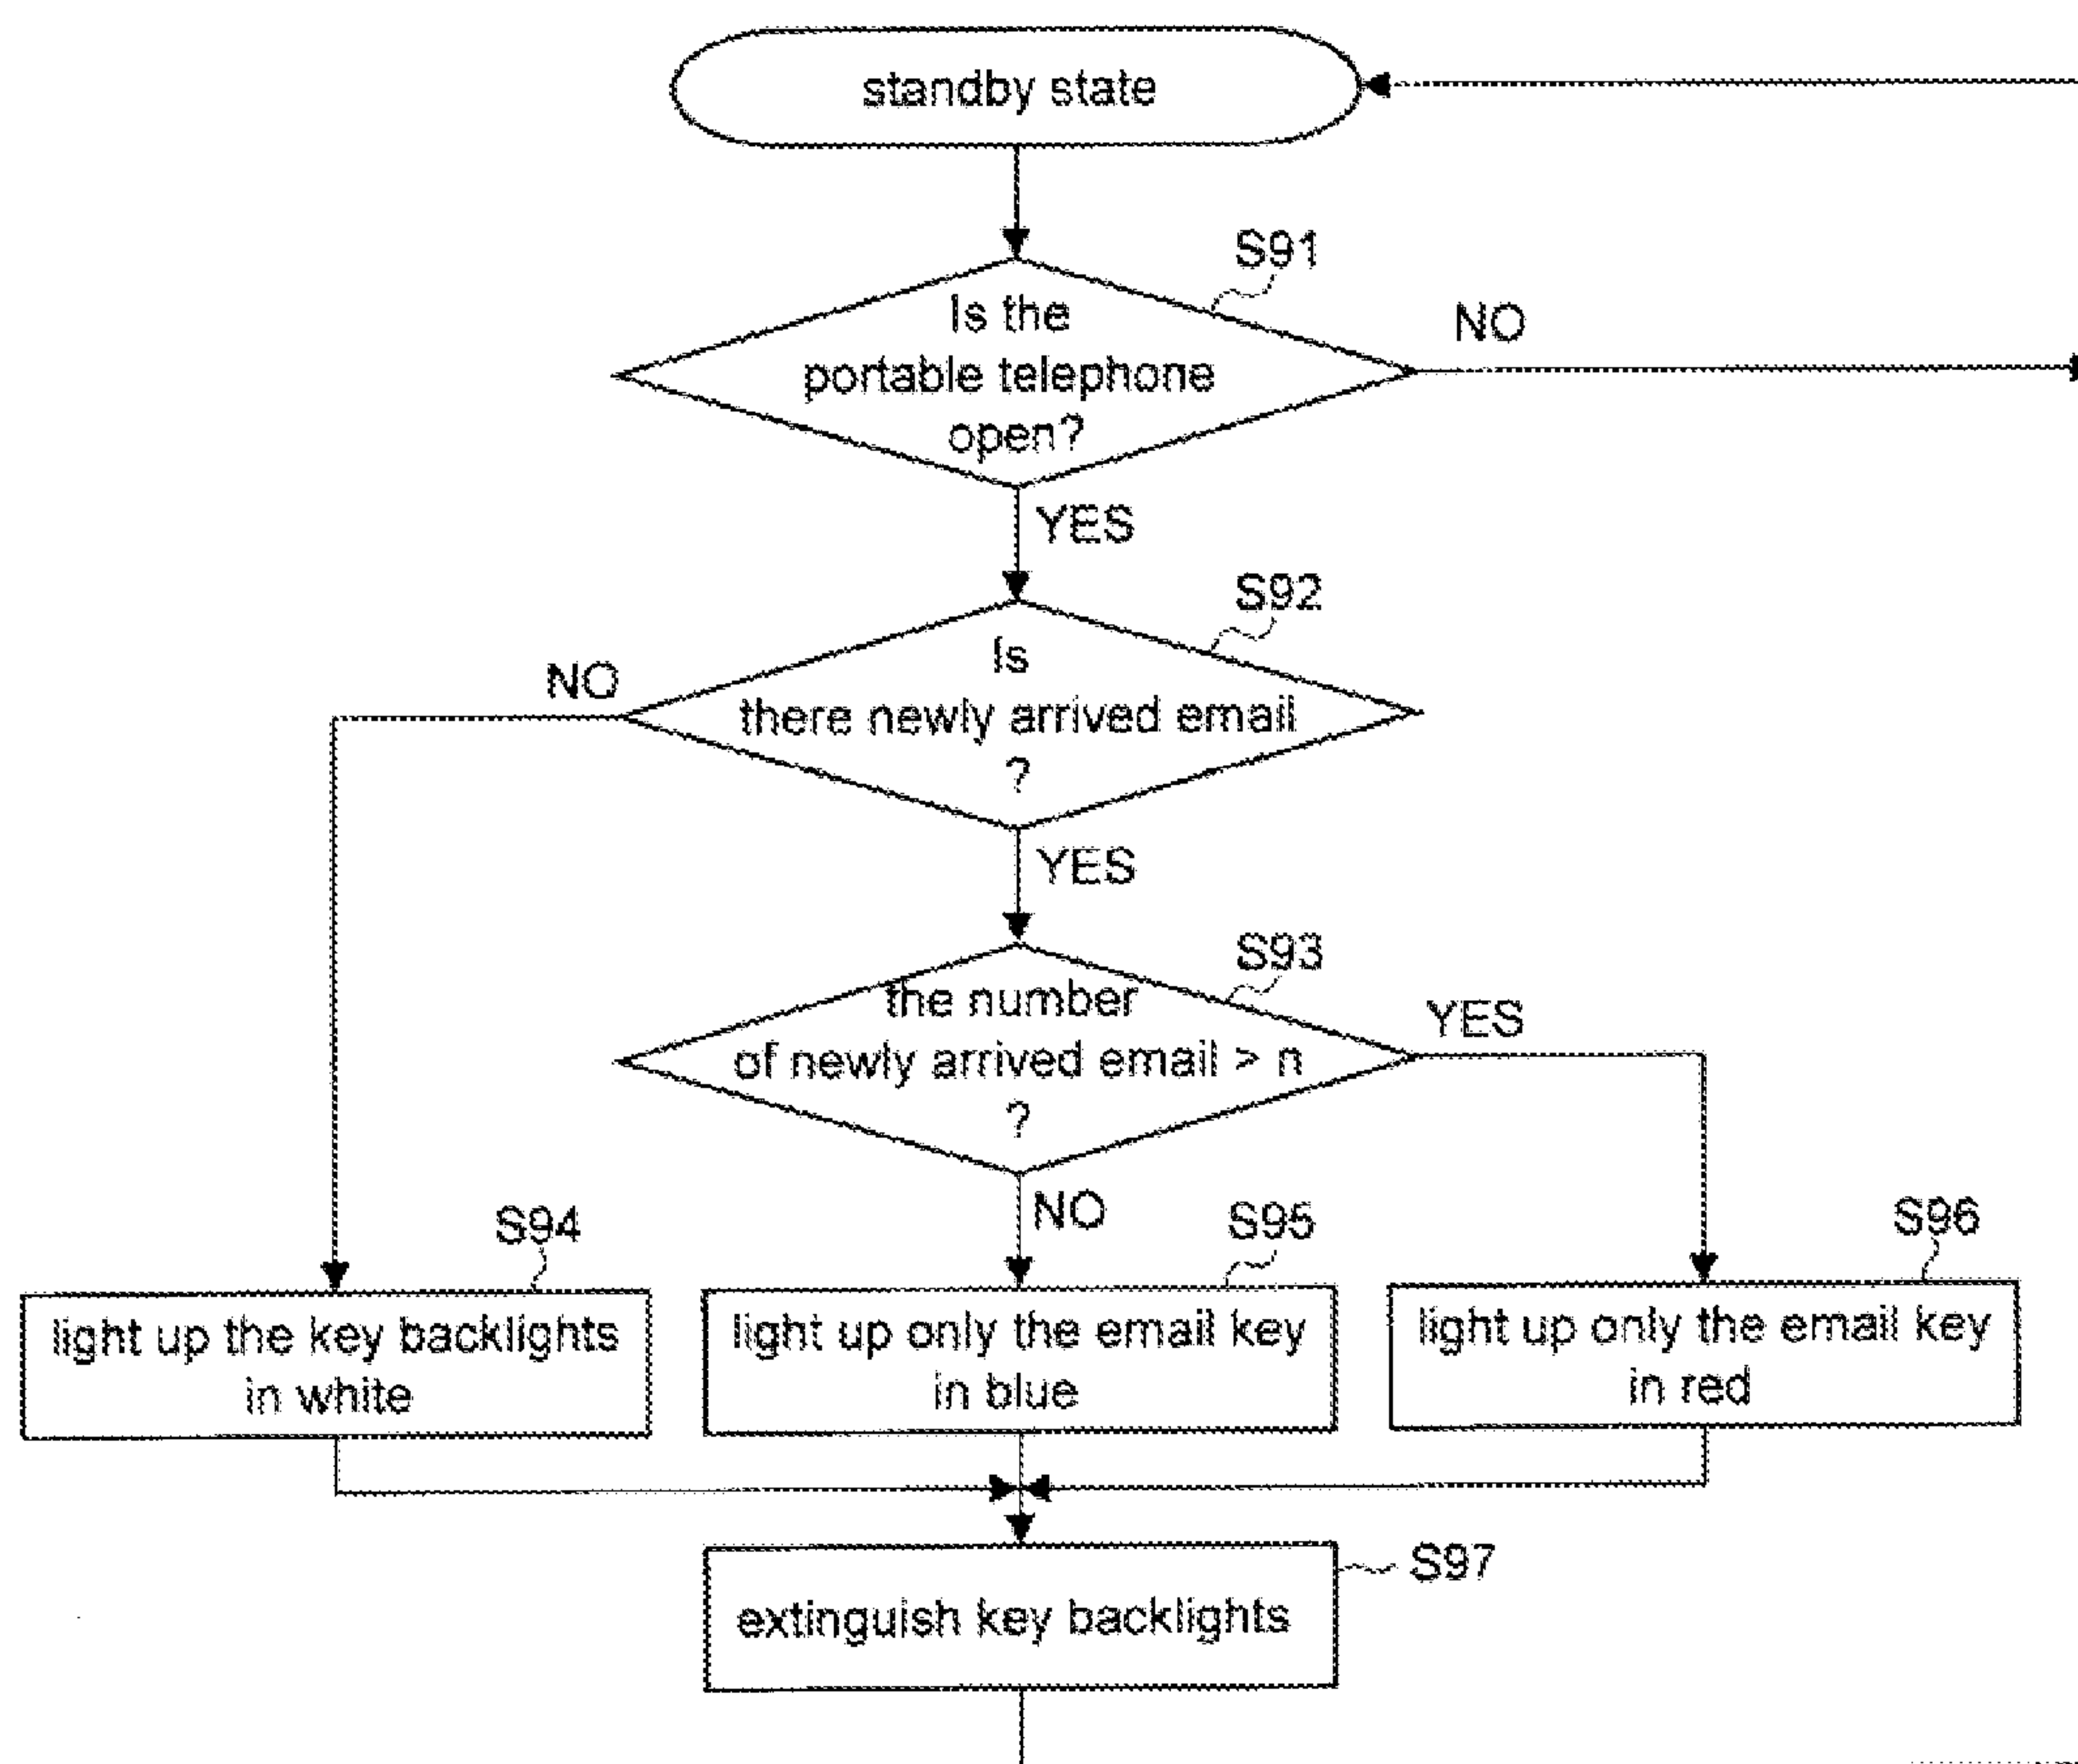 standby state
S91
Is the
portable telephone
open?
NO
YES
S92
Is
there newly arrived email
?
NO
YES
S93
the number
of newly arrived email > n
?
YES
NO
S94
light up the key backlights
in white
S95
light up only the email key
in blue
S96
light up only the email key
in red
S97
extinguish key backlights